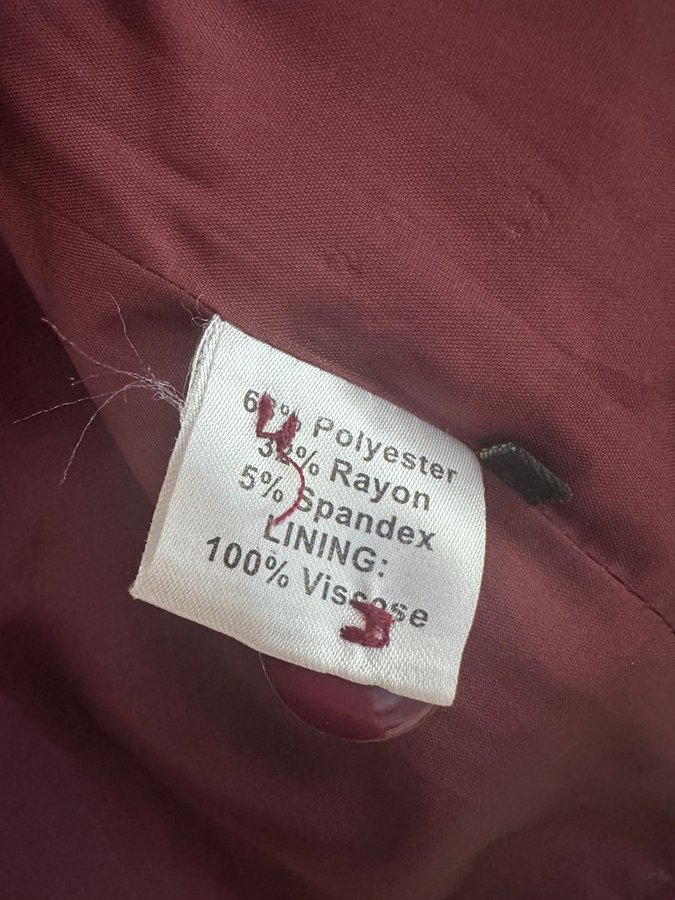 Polyester
% Rayon
5% Spandex
LINING:
100% Viscose